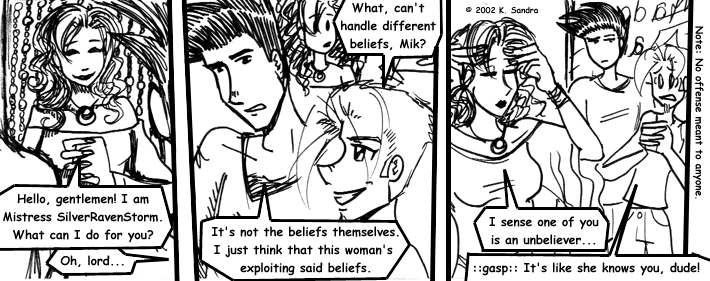 Hello, gentlemen! I am
Mistress SilverRavenStorm.
What can I do for you?
Oh, lord...
What, can't
handle different
beliefs, Mik?
It's not the beliefs themselves.
I just think that this woman's
exploiting said beliefs.
© 2002 K. Sandra
I sense one of you
is an unbeliever...
::gasp:: It's like she knows you, dude!
Note: No offense meant to anyone.